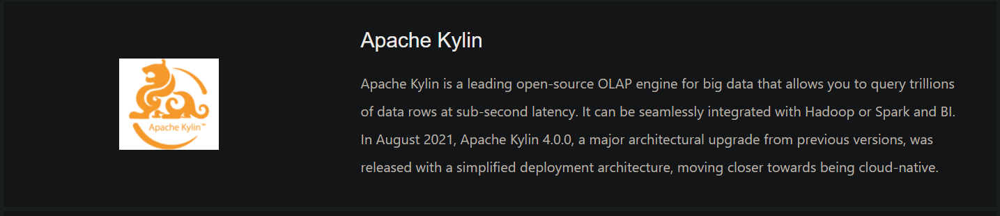 Apache Kylin
Apache Kylin™
Apache Kylin is a leading open-source OLAP engine for big data that allows you to query trillions
of data rows at sub-second latency. It can be seamlessly integrated with Hadoop or Spark and BI.
In August 2021, Apache Kylin 4.0.0, a major architectural upgrade from previous versions, was
released with a simplified deployment architecture, moving closer towards being cloud-native.